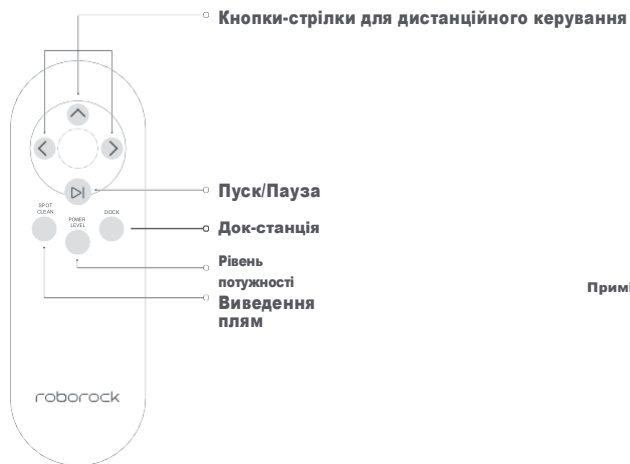 Кнопки-стрілки для дистанційного керування
Пуск/Пауза
SPOT
CLEAN
POWER
LEVEL
DOCK
Док-станція
Рівень
потужності
Виведення
плям
roborock